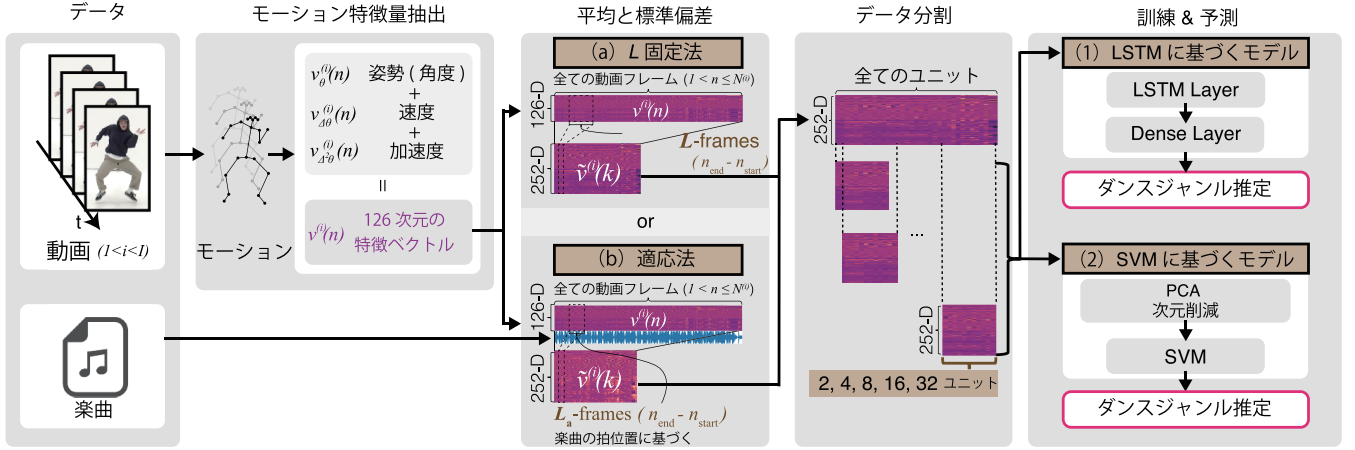 データ
t
動画 (1<i<I)
楽曲
モーション特徴量抽出
モーション
v_θ^(i)(n) 姿勢 ( 角度 )
+
v_Δθ^(i)(n) 速度
+
v_Δ²θ^(i)(n) 加速度
=
v^(i)(n) 126 次元の
特徴ベクトル
平均と標準偏差
(a) L 固定法
全ての動画フレーム (1 < n ≤ N^(i))
126-D
v^(i)(n)
L-frames
( n_end - n_start )
252-D
ṽ^(i)(k)
or
(b) 適応法
全ての動画フレーム (1 < n ≤ N^(i))
126-D
v^(i)(n)
252-D
ṽ^(i)(k)
L_a-frames ( n_end - n_start )
楽曲の拍位置に基づく
データ分割
全てのユニット
252-D
...
252-D
2, 4, 8, 16, 32 ユニット
訓練 & 予測
(1) LSTM に基づくモデル
LSTM Layer
Dense Layer
ダンスジャンル推定
(2) SVM に基づくモデル
PCA
次元削減
SVM
ダンスジャンル推定